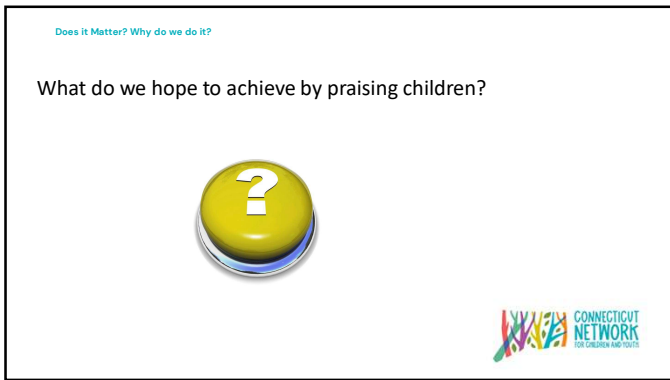 Does it Matter? Why do we do it?
What do we hope to achieve by praising children?
?
CONNECTICUT
NETWORK
FOR CHILDREN AND YOUTH